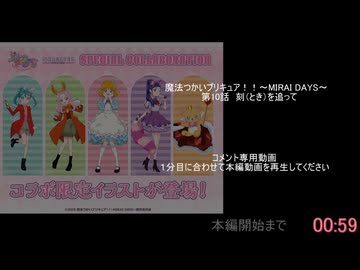 SPECIAL COLLABORATION
魔法つかいプリキュア！！～MIRAI DAYS～
第10話　刻（とき）を追って
コメント専用動画
１分目に合わせて本編動画を再生してください
コラボ限定イラストが登場！
本編開始まで
00:59